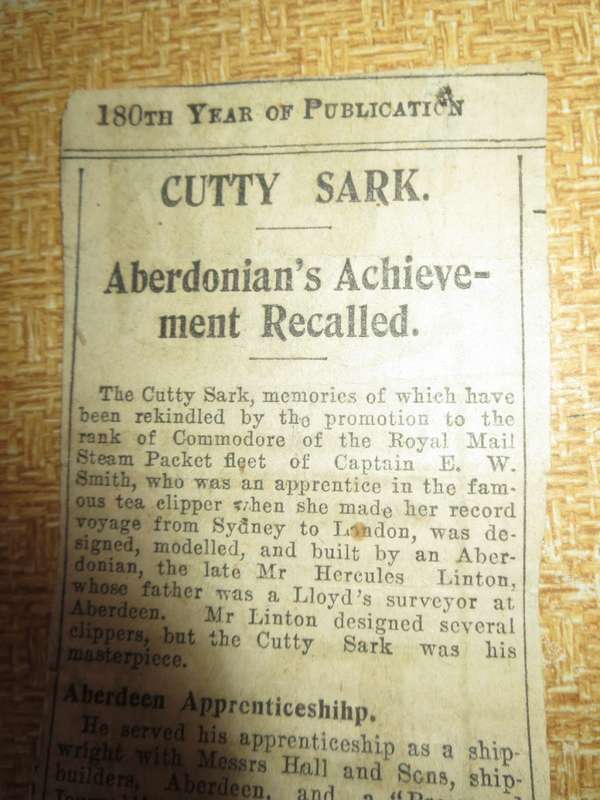 180TH YEAR OF PUBLICATION
CUTTY SARK.
Aberdonian's Achieve-
ment Recalled.
The Cutty Sark, memories of which have
been rekindled by the promotion to the
rank of Commodore of the Royal Mail
Steam Packet fleet of Captain E. W.
Smith, who was an apprentice in the fam-
ous tea clipper when she made her record
voyage from Sydney to London, was de-
signed, modelled, and built by an Aber-
donian, the late Mr Hercules Linton,
whose father was a Lloyd's surveyor at
Aberdeen. Mr Linton designed several
clippers, but the Cutty Sark was his
masterpiece.
Aberdeen Apprenticeshihp.
He served his apprenticeship as a ship-
wright with Messrs Hall and Sons, ship-
builders, Aberdeen, and a